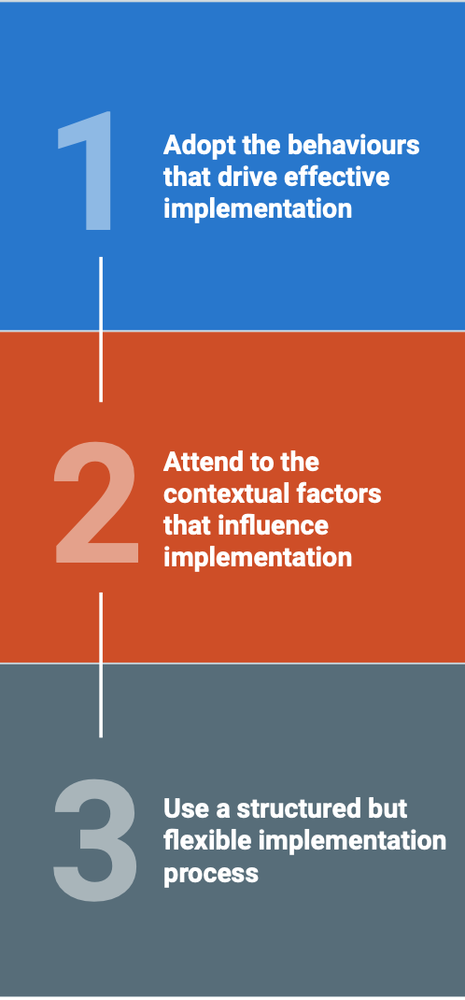 1
Adopt the behaviours
that drive effective
implementation
2
Attend to the
contextual factors
that influence
implementation
3
Use a structured but
flexible implementation
process